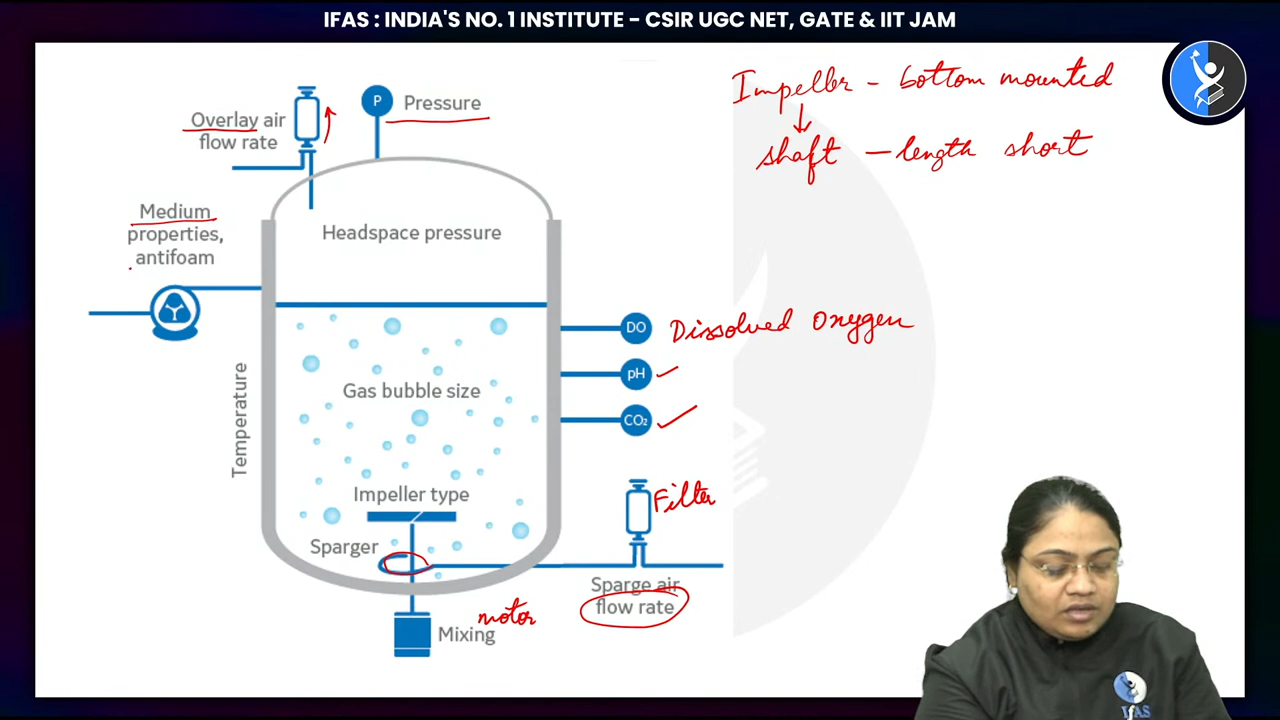 IFAS : INDIA'S NO. 1 INSTITUTE - CSIR UGC NET, GATE & IIT JAM
Impeller - bottom mounted
shaft - length short
P
Pressure
Overlay air
flow rate
Medium
properties,
antifoam
Headspace pressure
Temperature
DO
Dissolved oxygen
pH
CO₂
Gas bubble size
Impeller type
Sparger
Filter
Sparge air
flow rate
motor
Mixing
IFAS